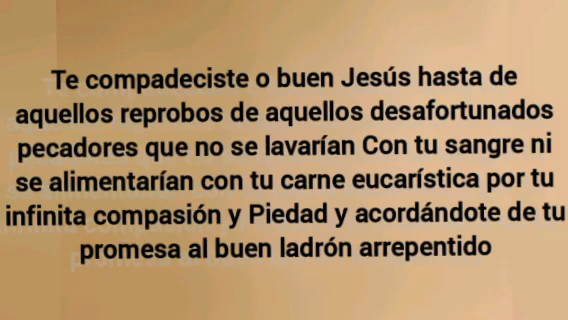 Te compadeciste o buen Jesús hasta de
aquellos reprobos de aquellos desafortunados
pecadores que no se lavarían Con tu sangre ni
se alimentarían con tu carne eucarística por tu
infinita compasión y Piedad y acordándote de tu
promesa al buen ladrón arrepentido